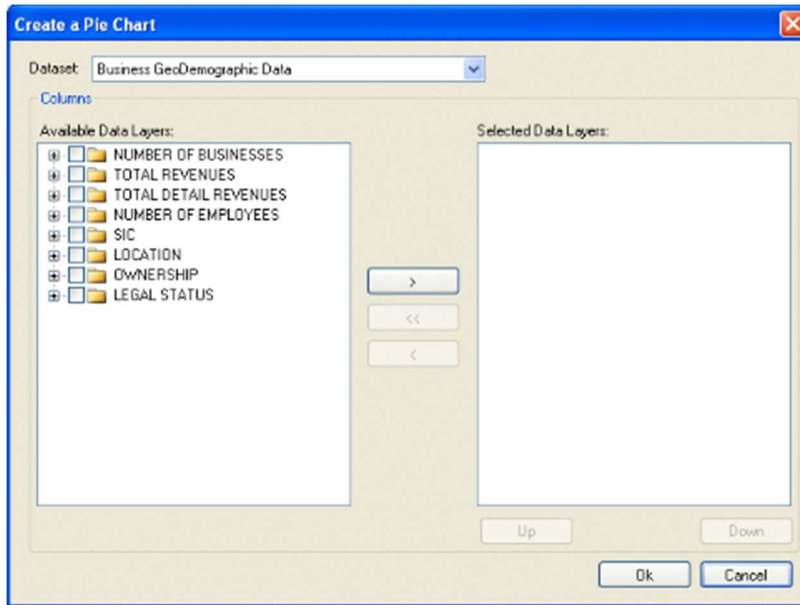 Create a Pie Chart
Dataset: Business GeoDemographic Data
Columns
Available Data Layers:
NUMBER OF BUSINESSES
TOTAL REVENUES
TOTAL DETAIL REVENUES
NUMBER OF EMPLOYEES
SIC
LOCATION
OWNERSHIP
LEGAL STATUS
>
<<
<
Selected Data Layers:
Up Down
Ok Cancel